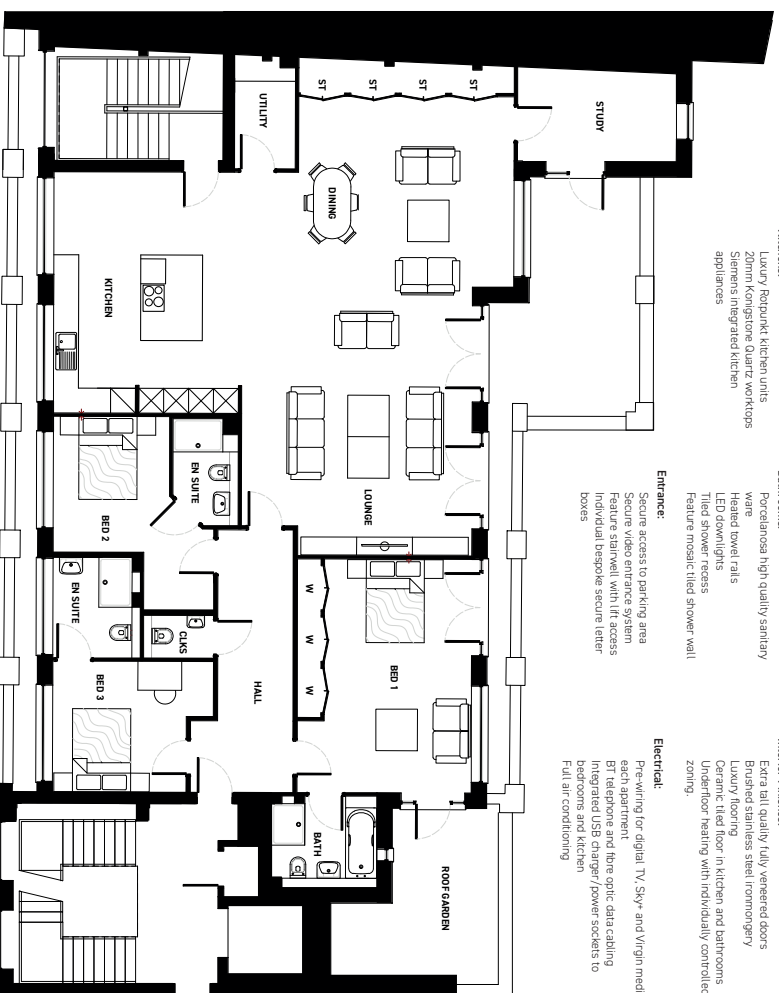 Luxury Rotpunkt kitchen units
20mm Konigstone Quartz worktops
Siemens integrated kitchen
appliances
Porcelanosa high quality sanitary
ware
Heated towel rails
LED downlights
Tiled shower recess
Feature mosaic tiled shower wall
Entrance:
Secure access to parking area
Secure video entrance system
Feature stairwell with lift access
Individual bespoke secure letter
boxes
Extra tall quality fully veneered doors
Brushed stainless steel ironmongery
Luxury flooring
Ceramic tiled floor in kitchen and bathrooms
Underfloor heating with individually controlled
zoning.
Electrical:
Pre-wiring for digital TV, Sky+ and Virgin medi
each apartment
BT telephone and fibre optic data cabling
Integrated USB charger/power sockets to
bedrooms and kitchen
Full air conditioning
STUDY
ST
ST
ST
ST
UTILITY
DINING
KITCHEN
LOUNGE
EN SUITE
BED 2
EN SUITE
CLKS
BED 3
HALL
W
W
W
BED 1
BATH
ROOF GARDEN